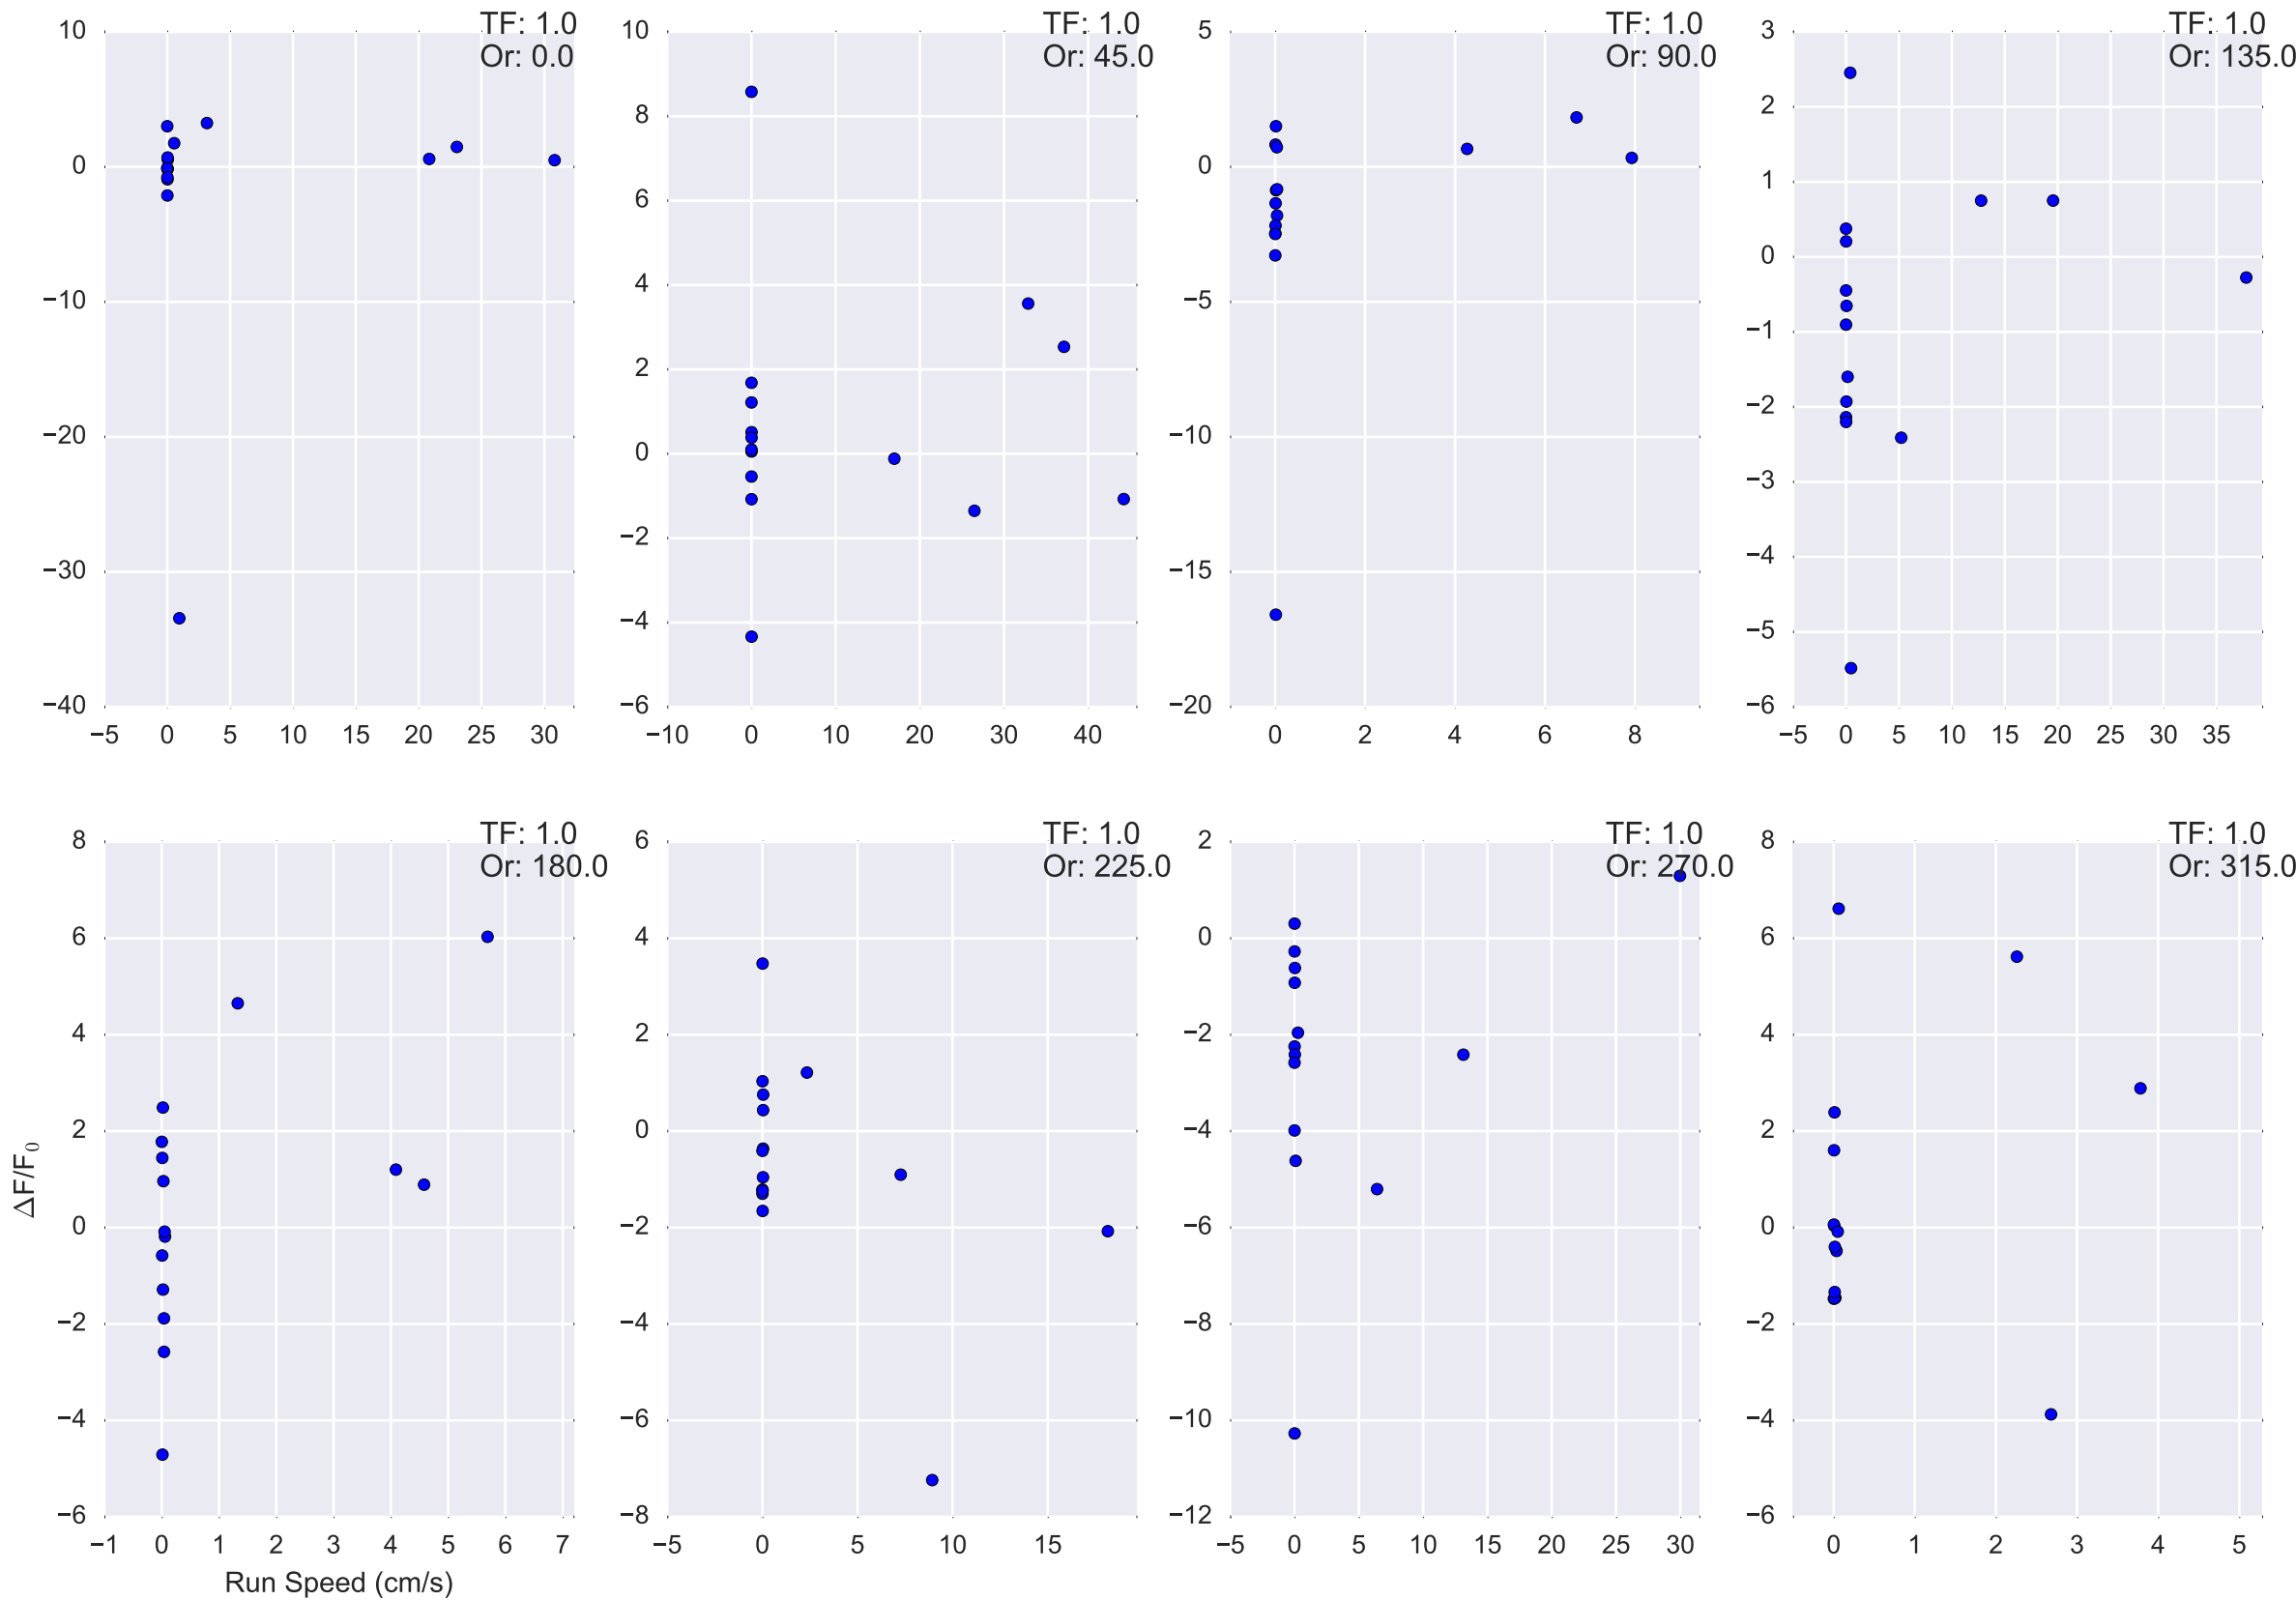 TF: 1.0
Or: 0.0
10
0
−10
−20
−30
−40
−5 0 5 10 15 20 25 30
TF: 1.0
Or: 45.0
10
8
6
4
2
0
−2
−4
−6
−10 0 10 20 30 40
TF: 1.0
Or: 90.0
5
0
−5
−10
−15
−20
0 2 4 6 8
TF: 1.0
Or: 135.0
3
2
1
0
−1
−2
−3
−4
−5
−6
−5 0 5 10 15 20 25 30 35
TF: 1.0
Or: 180.0
8
6
4
2
0
−2
−4
−6
ΔF/F₀
−1 0 1 2 3 4 5 6 7
Run Speed (cm/s)
TF: 1.0
Or: 225.0
6
4
2
0
−2
−4
−6
−8
−5 0 5 10 15
TF: 1.0
Or: 270.0
2
0
−2
−4
−6
−8
−10
−12
−5 0 5 10 15 20 25 30
TF: 1.0
Or: 315.0
8
6
4
2
0
−2
−4
−6
0 1 2 3 4 5